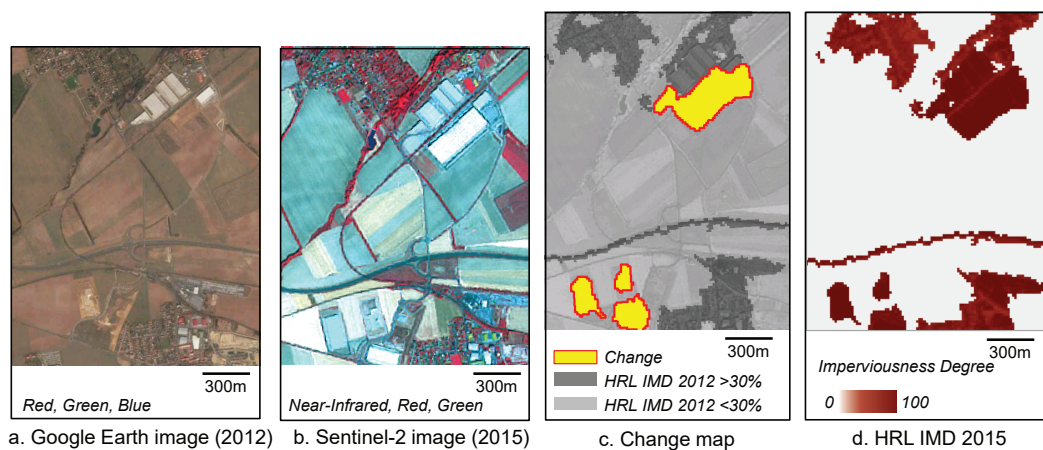 300m
Red, Green, Blue
a. Google Earth image (2012)
300m
Near-Infrared, Red, Green
b. Sentinel-2 image (2015)
300m
Change
HRL IMD 2012 >30%
HRL IMD 2012 <30%
c. Change map
300m
Imperviousness Degree
0 100
d. HRL IMD 2015